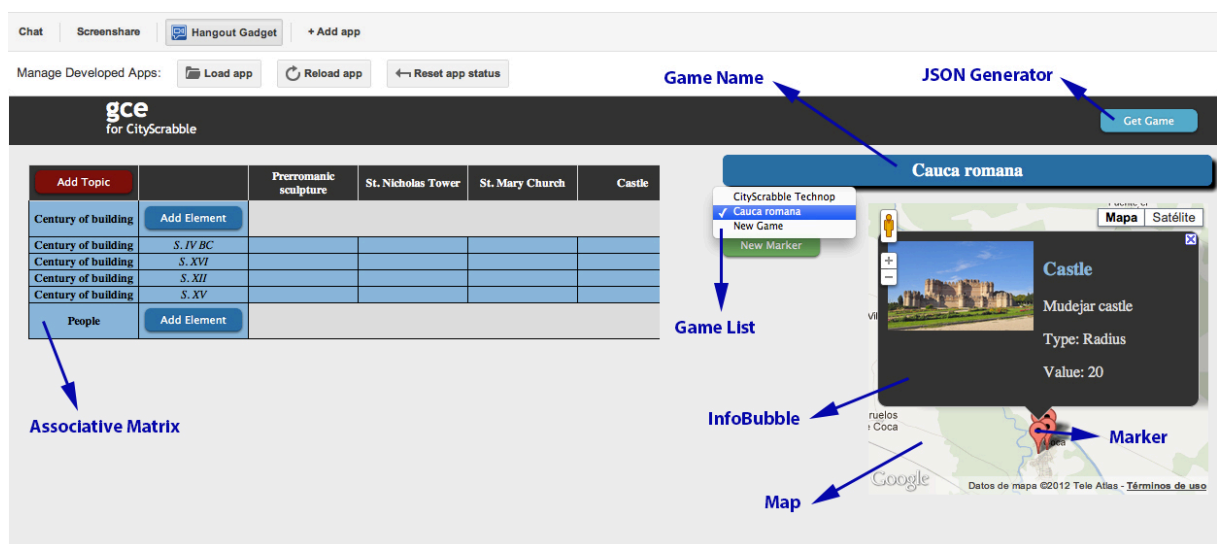 Chat Screenshare Hangout Gadget + Add app
Manage Developed Apps: Load app Reload app Reset app status
Game Name
JSON Generator
gce
for CityScrabble
Get Game
Add Topic
Prerromanic
sculpture
St. Nicholas Tower
St. Mary Church
Castle
Century of building Add Element
Century of building S. IV BC
Century of building S. XVI
Century of building S. XII
Century of building S. XV
People Add Element
Associative Matrix
Cauca romana
CityScrabble Technop
✓ Cauca romana
New Game
New Marker
Game List
Mapa Satélite
+
−
Castle
Mudejar castle
Type: Radius
Value: 20
InfoBubble
ruelos
Coca
Marker
Google
Datos de mapa ©2012 Tele Atlas - Términos de uso
Map